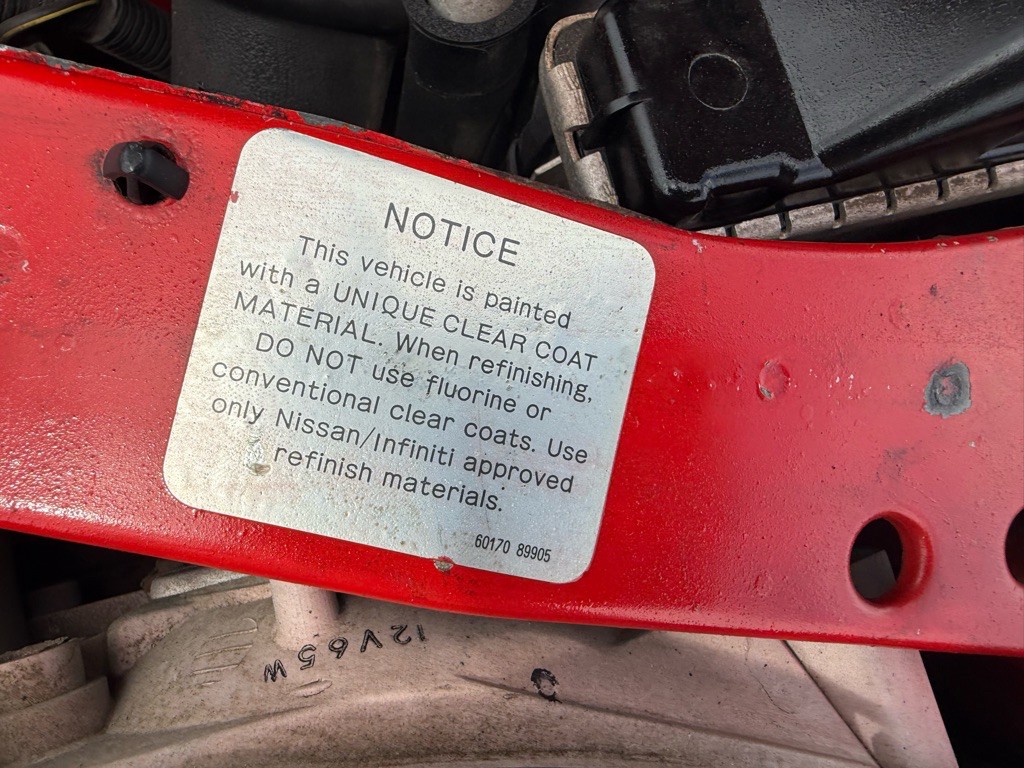 NOTICE
This vehicle is painted
with a UNIQUE CLEAR COAT
MATERIAL. When refinishing,
DO NOT use fluorine or
conventional clear coats. Use
only Nissan/Infiniti approved
refinish materials.
60170 89905
12V65W